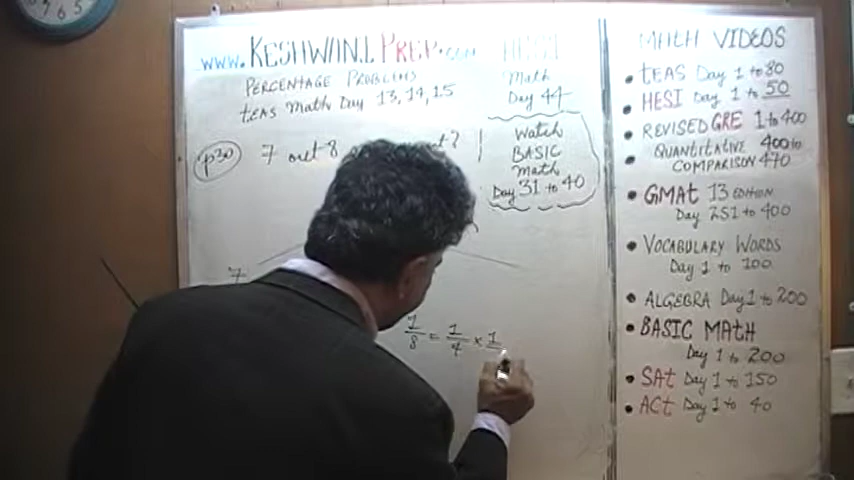 www.KESHWANIPREP.com
PERCENTAGE PROBLEMS
tEAS Math Day 13, 14, 15
HESI
Math
Day 44
Watch
BASIC
Math
Day 31 to 40
p30
7 out 8
t?
7
1/8 = 1/4 x 1
MATH VIDEOS
• tEAS Day 1 to 80
• HESI Day 1 to 50
• REVISED GRE 1 to 400
• QUANTITATIVE 400 to
COMPARISON 470
• GMAt 13 EDITION
Day 251 to 400
• VOCABULARY WORDS
Day 1 to 100
• ALGEBRA Day 1 to 200
• BASIC MATH
Day 1 to 200
• SAt Day 1 to 150
• ACt Day 1 to 40